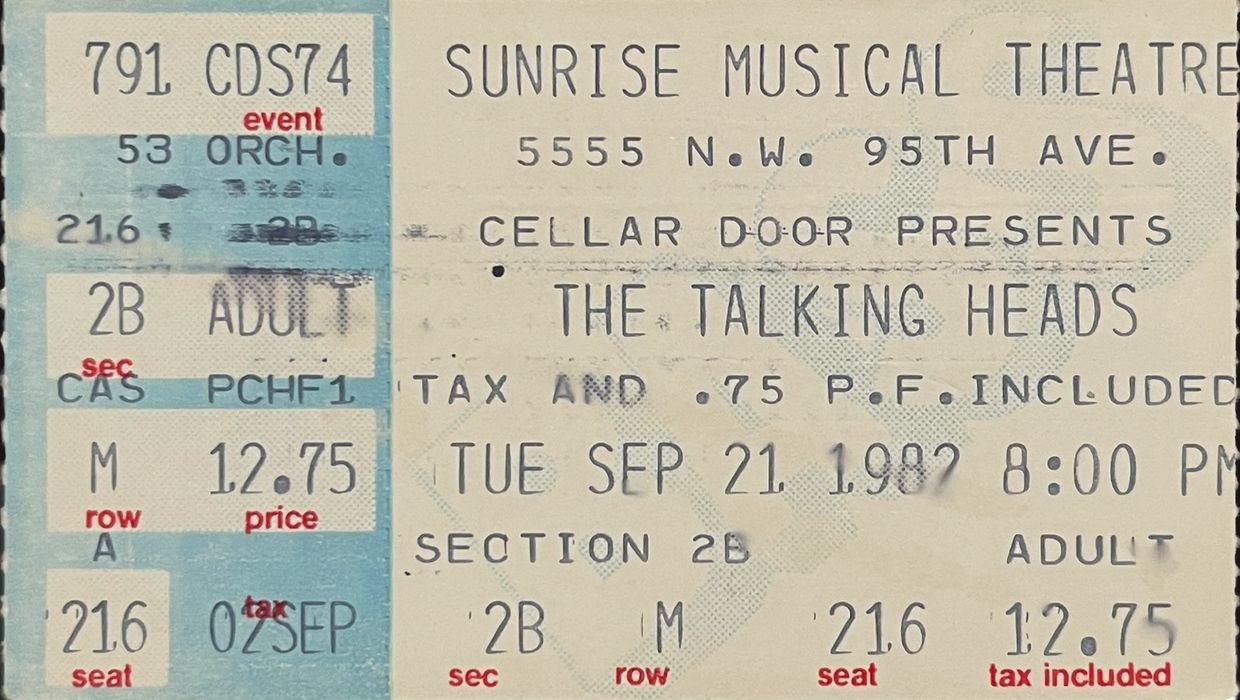 791 CDS74
event
53 ORCH.
216
2B ADULT
sec
CAS PCHF1
M 12.75
row price
A
216 02SEP
seat tax
SUNRISE MUSICAL THEATRE
5555 N.W. 95TH AVE.
CELLAR DOOR PRESENTS
THE TALKING HEADS
TAX AND .75 P.F.INCLUDED
TUE SEP 21 1982 8:00 PM
SECTION 2B ADULT
2B M 216 12.75
sec row seat tax included